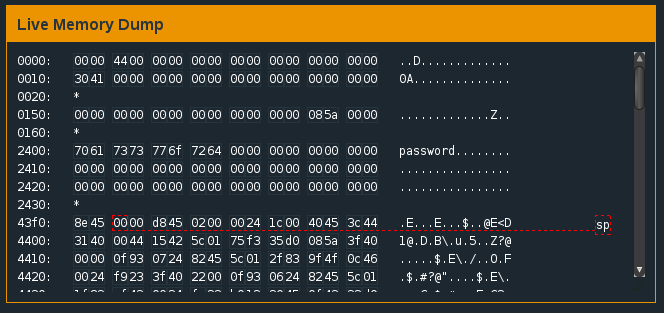 Live Memory Dump
0000: 0000 4400 0000 0000 0000 0000 0000 0000 ..D.............
0010: 3041 0000 0000 0000 0000 0000 0000 0000 0A..............
0020: *
0150: 0000 0000 0000 0000 0000 0000 085a 0000 .............Z..
0160: *
2400: 7061 7373 776f 7264 0000 0000 0000 0000 password........
2410: 0000 0000 0000 0000 0000 0000 0000 0000 ................
2420: 0000 0000 0000 0000 0000 0000 0000 0000 ................
2430: *
43f0: 8e45 0000 d845 0200 0024 1c00 4045 3c44 .E...E...$..@E<D sp
4400: 3140 0044 1542 5c01 75f3 35d0 085a 3f40 1@.D.B\.u.5..Z?@
4410: 0000 0f93 0724 8245 5c01 2f83 9f4f 0c46 .....$.E\./..O.F
4420: 0024 f923 3f40 2200 0f93 0624 8245 5c01 .$.#?@"....$.E\.